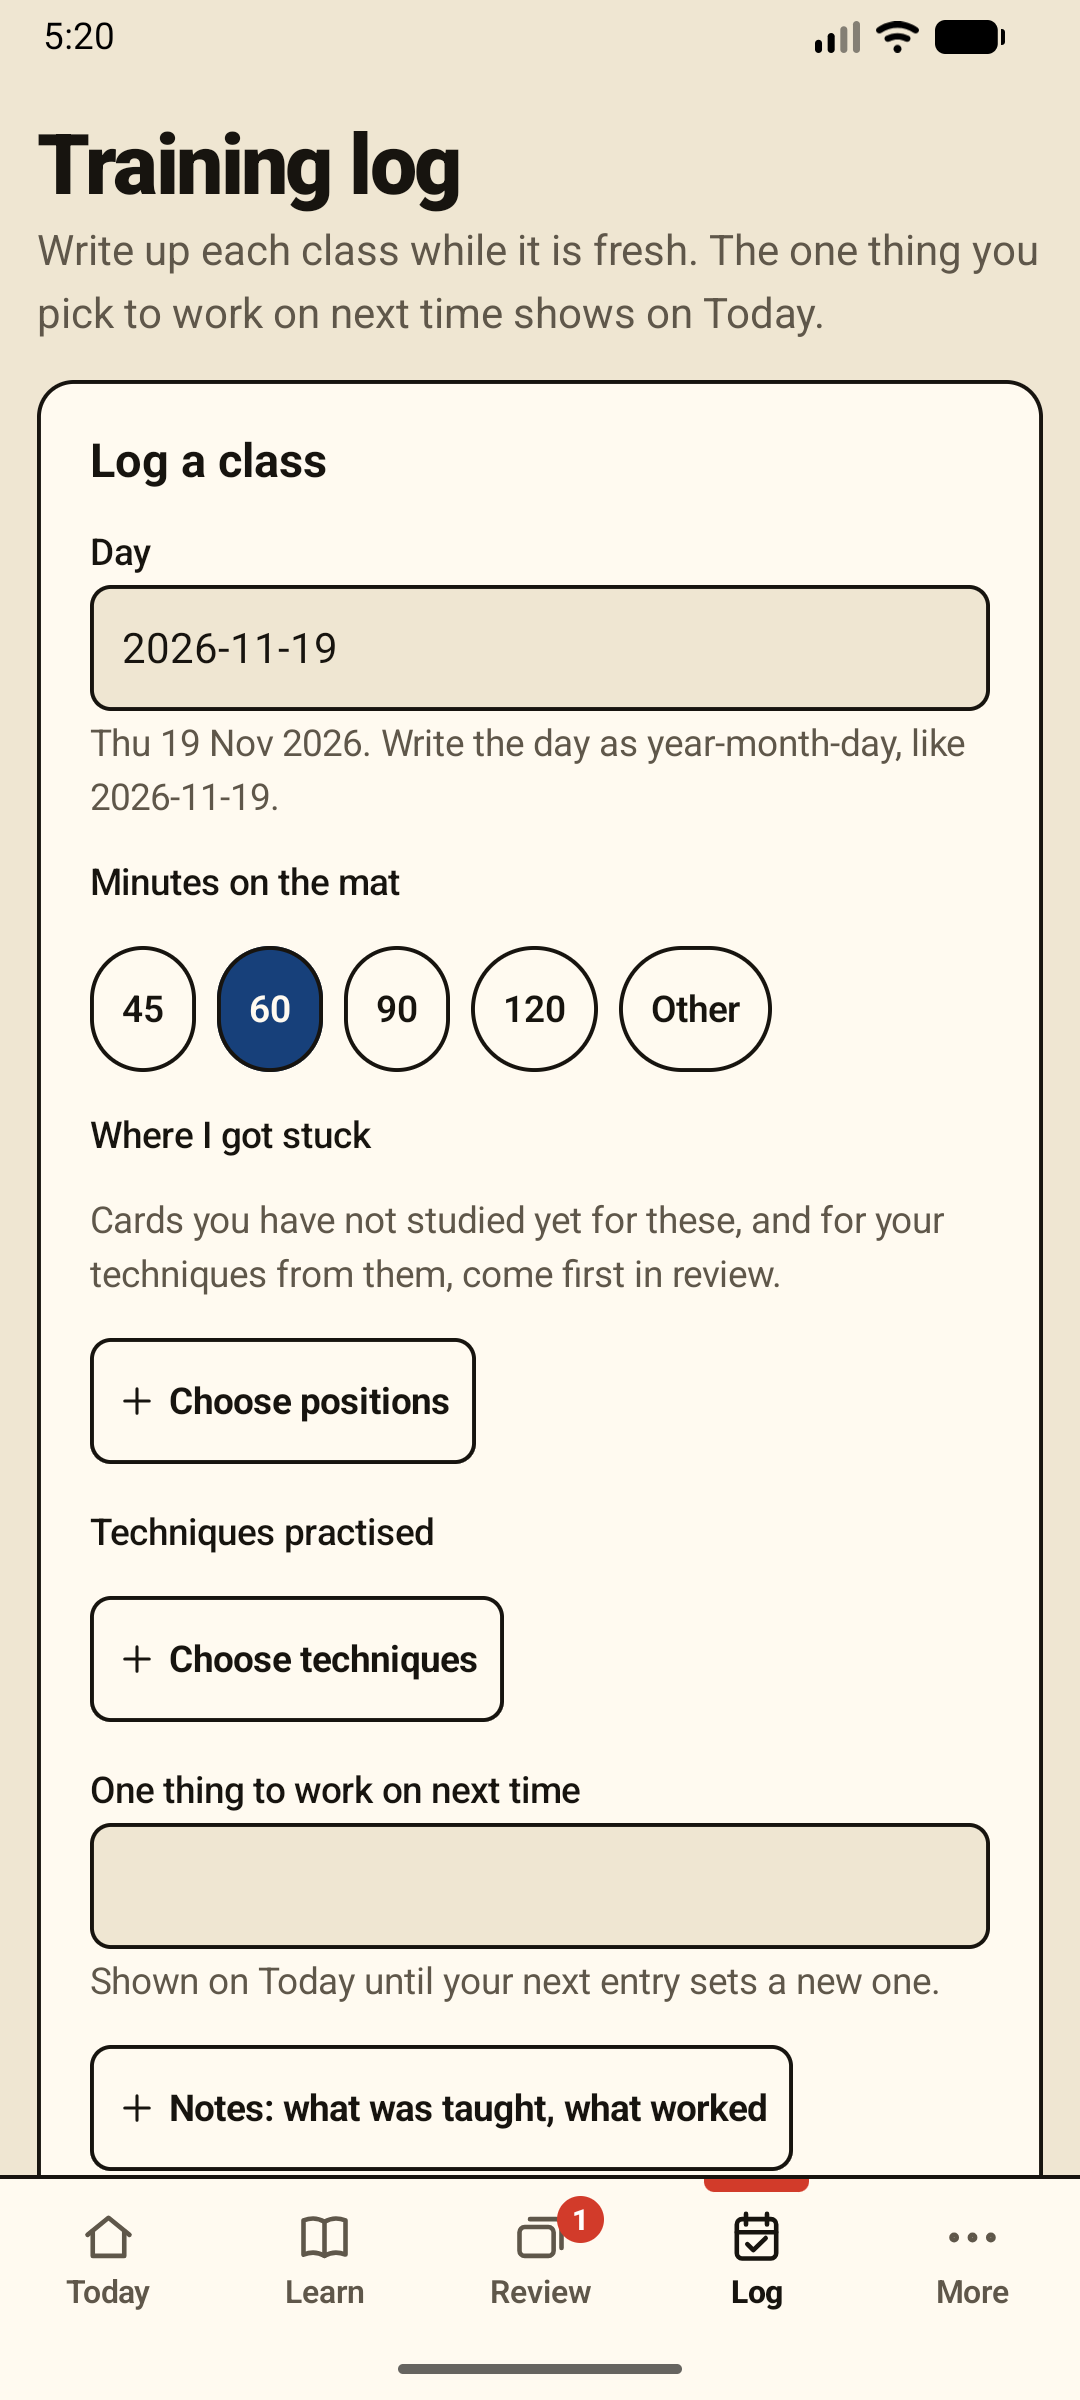 5:20
Training log
Write up each class while it is fresh. The one thing you
pick to work on next time shows on Today.
Log a class
Day
2026-11-19
Thu 19 Nov 2026. Write the day as year-month-day, like
2026-11-19.
Minutes on the mat
45 60 90 120 Other
Where I got stuck
Cards you have not studied yet for these, and for your
techniques from them, come first in review.
Choose positions
Techniques practised
Choose techniques
One thing to work on next time
Shown on Today until your next entry sets a new one.
Notes: what was taught, what worked
1
Today Learn Review Log More